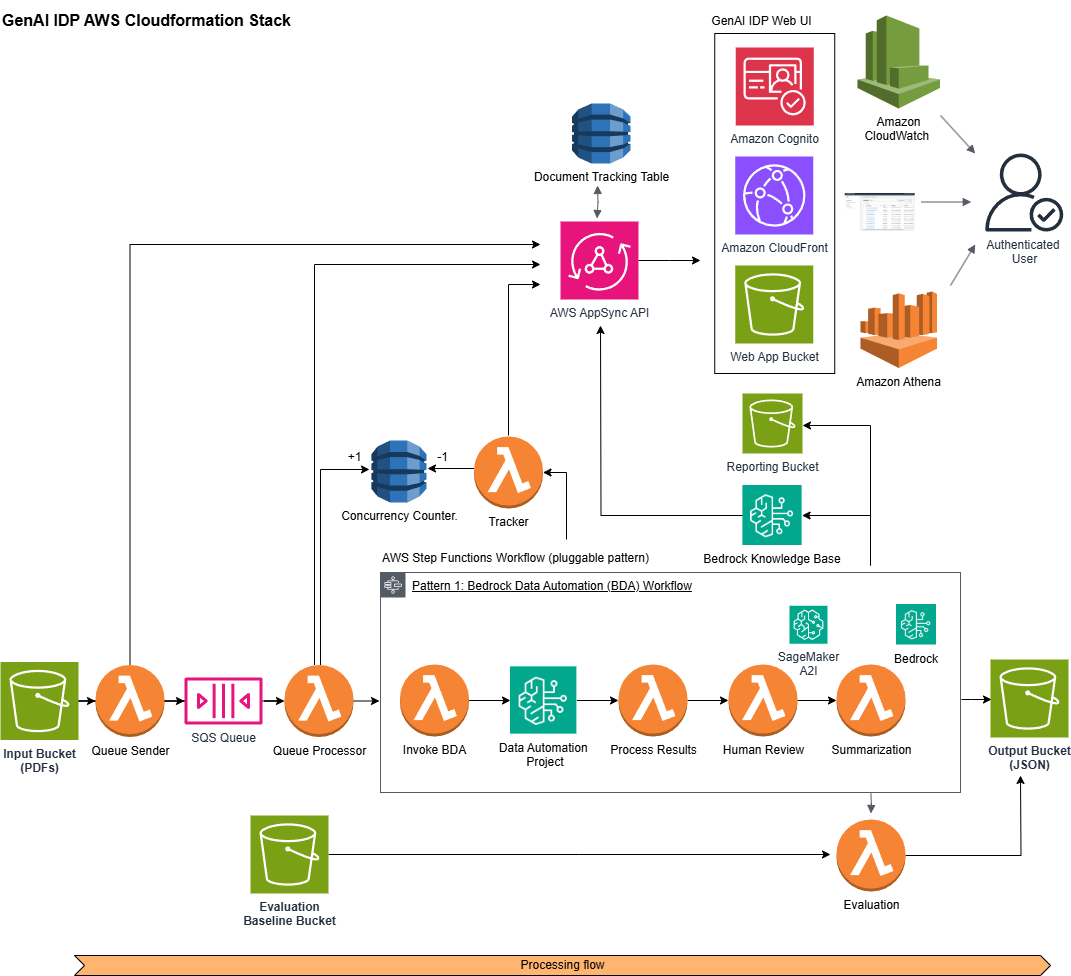 GenAI IDP AWS Cloudformation Stack
GenAI IDP Web UI
Amazon Cognito
Amazon CloudFront
Web App Bucket
Amazon
CloudWatch
Authenticated
User
Amazon Athena
Document Tracking Table
AWS AppSync API
Reporting Bucket
Bedrock Knowledge Base
+1
-1
Concurrency Counter.
Tracker
AWS Step Functions Workflow (pluggable pattern)
Pattern 1: Bedrock Data Automation (BDA) Workflow
SageMaker
A2I
Bedrock
Input Bucket
(PDFs)
Queue Sender
SQS Queue
Queue Processor
Invoke BDA
Data Automation
Project
Process Results
Human Review
Summarization
Output Bucket
(JSON)
Evaluation
Baseline Bucket
Evaluation
Processing flow